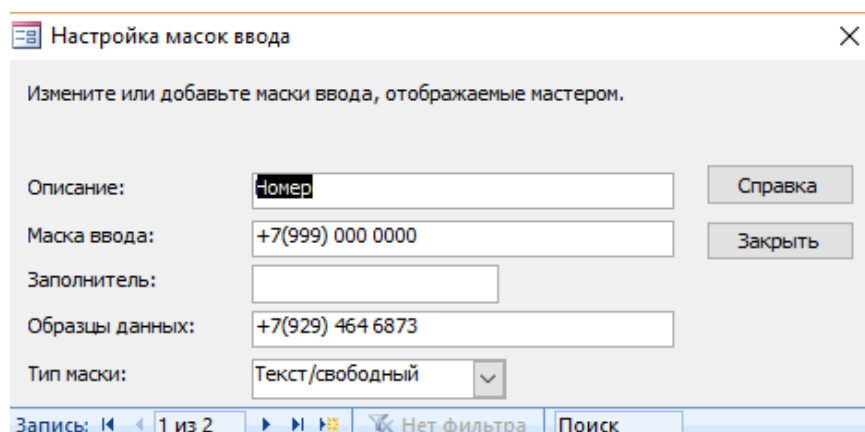 Настройка масок ввода
Измените или добавьте маски ввода, отображаемые мастером.
Описание: Номер Справка
Маска ввода: +7(999) 000 0000 Закрыть
Заполнитель:
Образцы данных: +7(929) 464 6873
Тип маски: Текст/свободный
Запись: 1 из 2 Нет фильтра Поиск